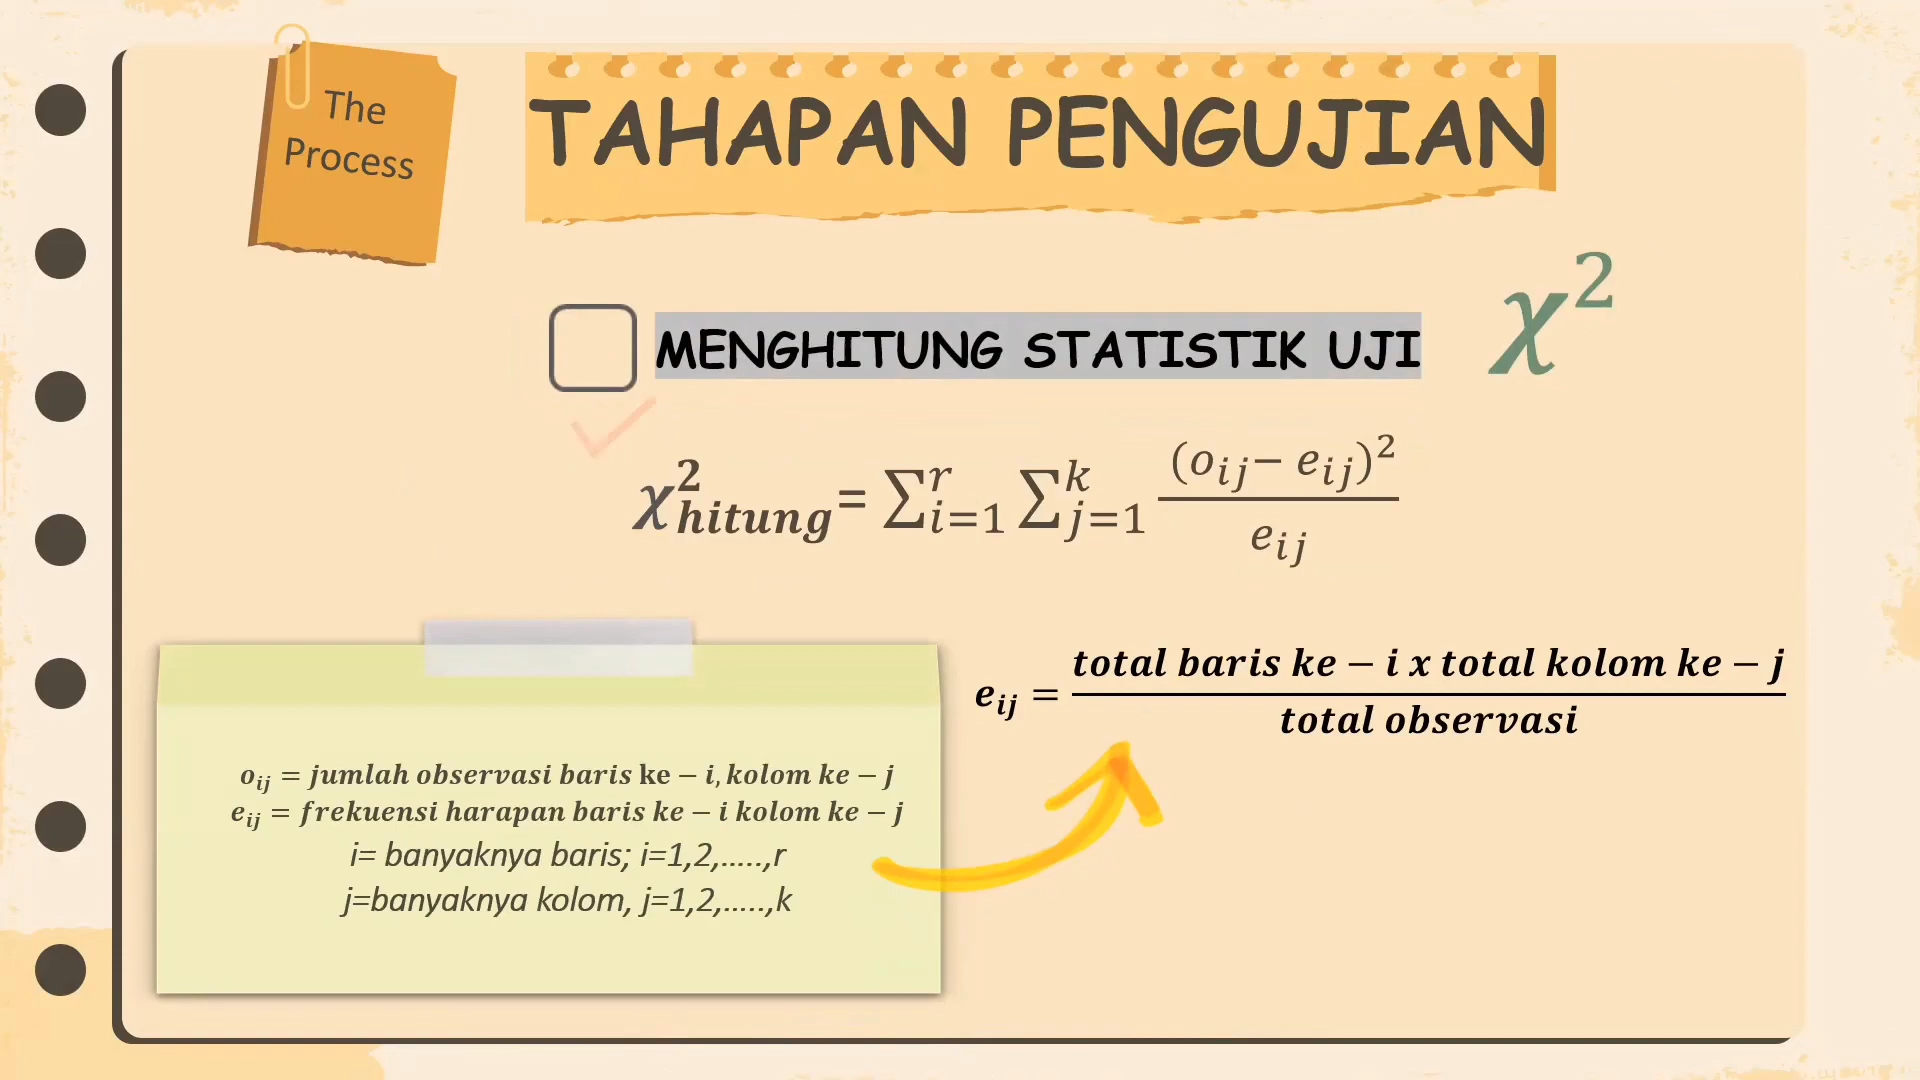 The
Process
TAHAPAN PENGUJIAN
MENGHITUNG STATISTIK UJI
χ²
χ²hitung = ∑ʳᵢ₌₁ ∑ᵏⱼ₌₁ (oᵢⱼ − eᵢⱼ)² / eᵢⱼ
eᵢⱼ = total baris ke − i x total kolom ke − j / total observasi
oᵢⱼ = jumlah observasi baris ke − i, kolom ke − j
eᵢⱼ = frekuensi harapan baris ke − i kolom ke − j
i= banyaknya baris; i=1,2,.....,r
j=banyaknya kolom, j=1,2,.....,k